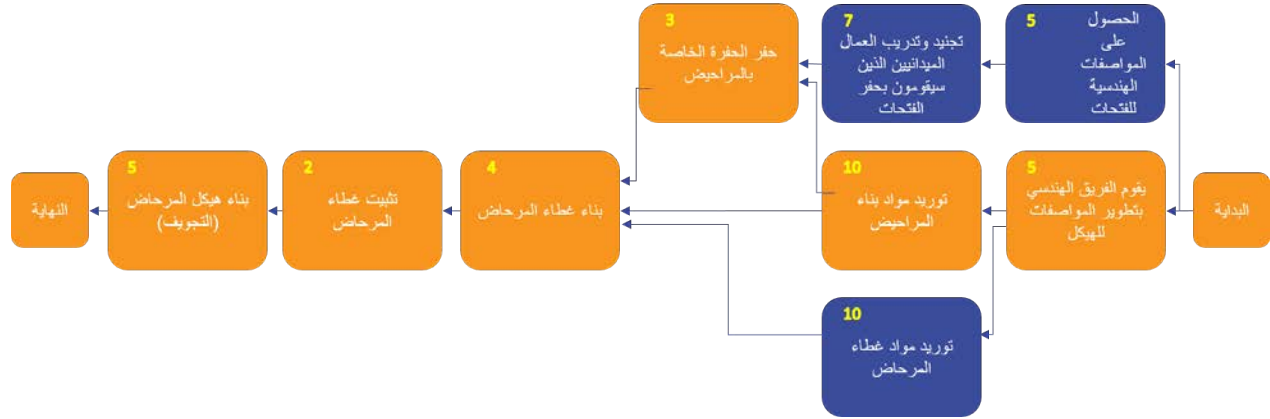 البداية
5
الحصول
على
المواصفات
الهندسية
للفتحات
7
تجنيد وتدريب العمال
الميدانيين الذين
سيقومون بحفر
الفتحات
3
حفر الحفرة الخاصة
بالمراحيض
5
يقوم الفريق الهندسي
بتطوير المواصفات
للهيكل
10
توريد مواد بناء
المراحيض
10
توريد مواد غطاء
المرحاض
4
بناء غطاء المرحاض
2
تثبيت غطاء
المرحاض
5
بناء هيكل المرحاض
(التجويف)
النهاية